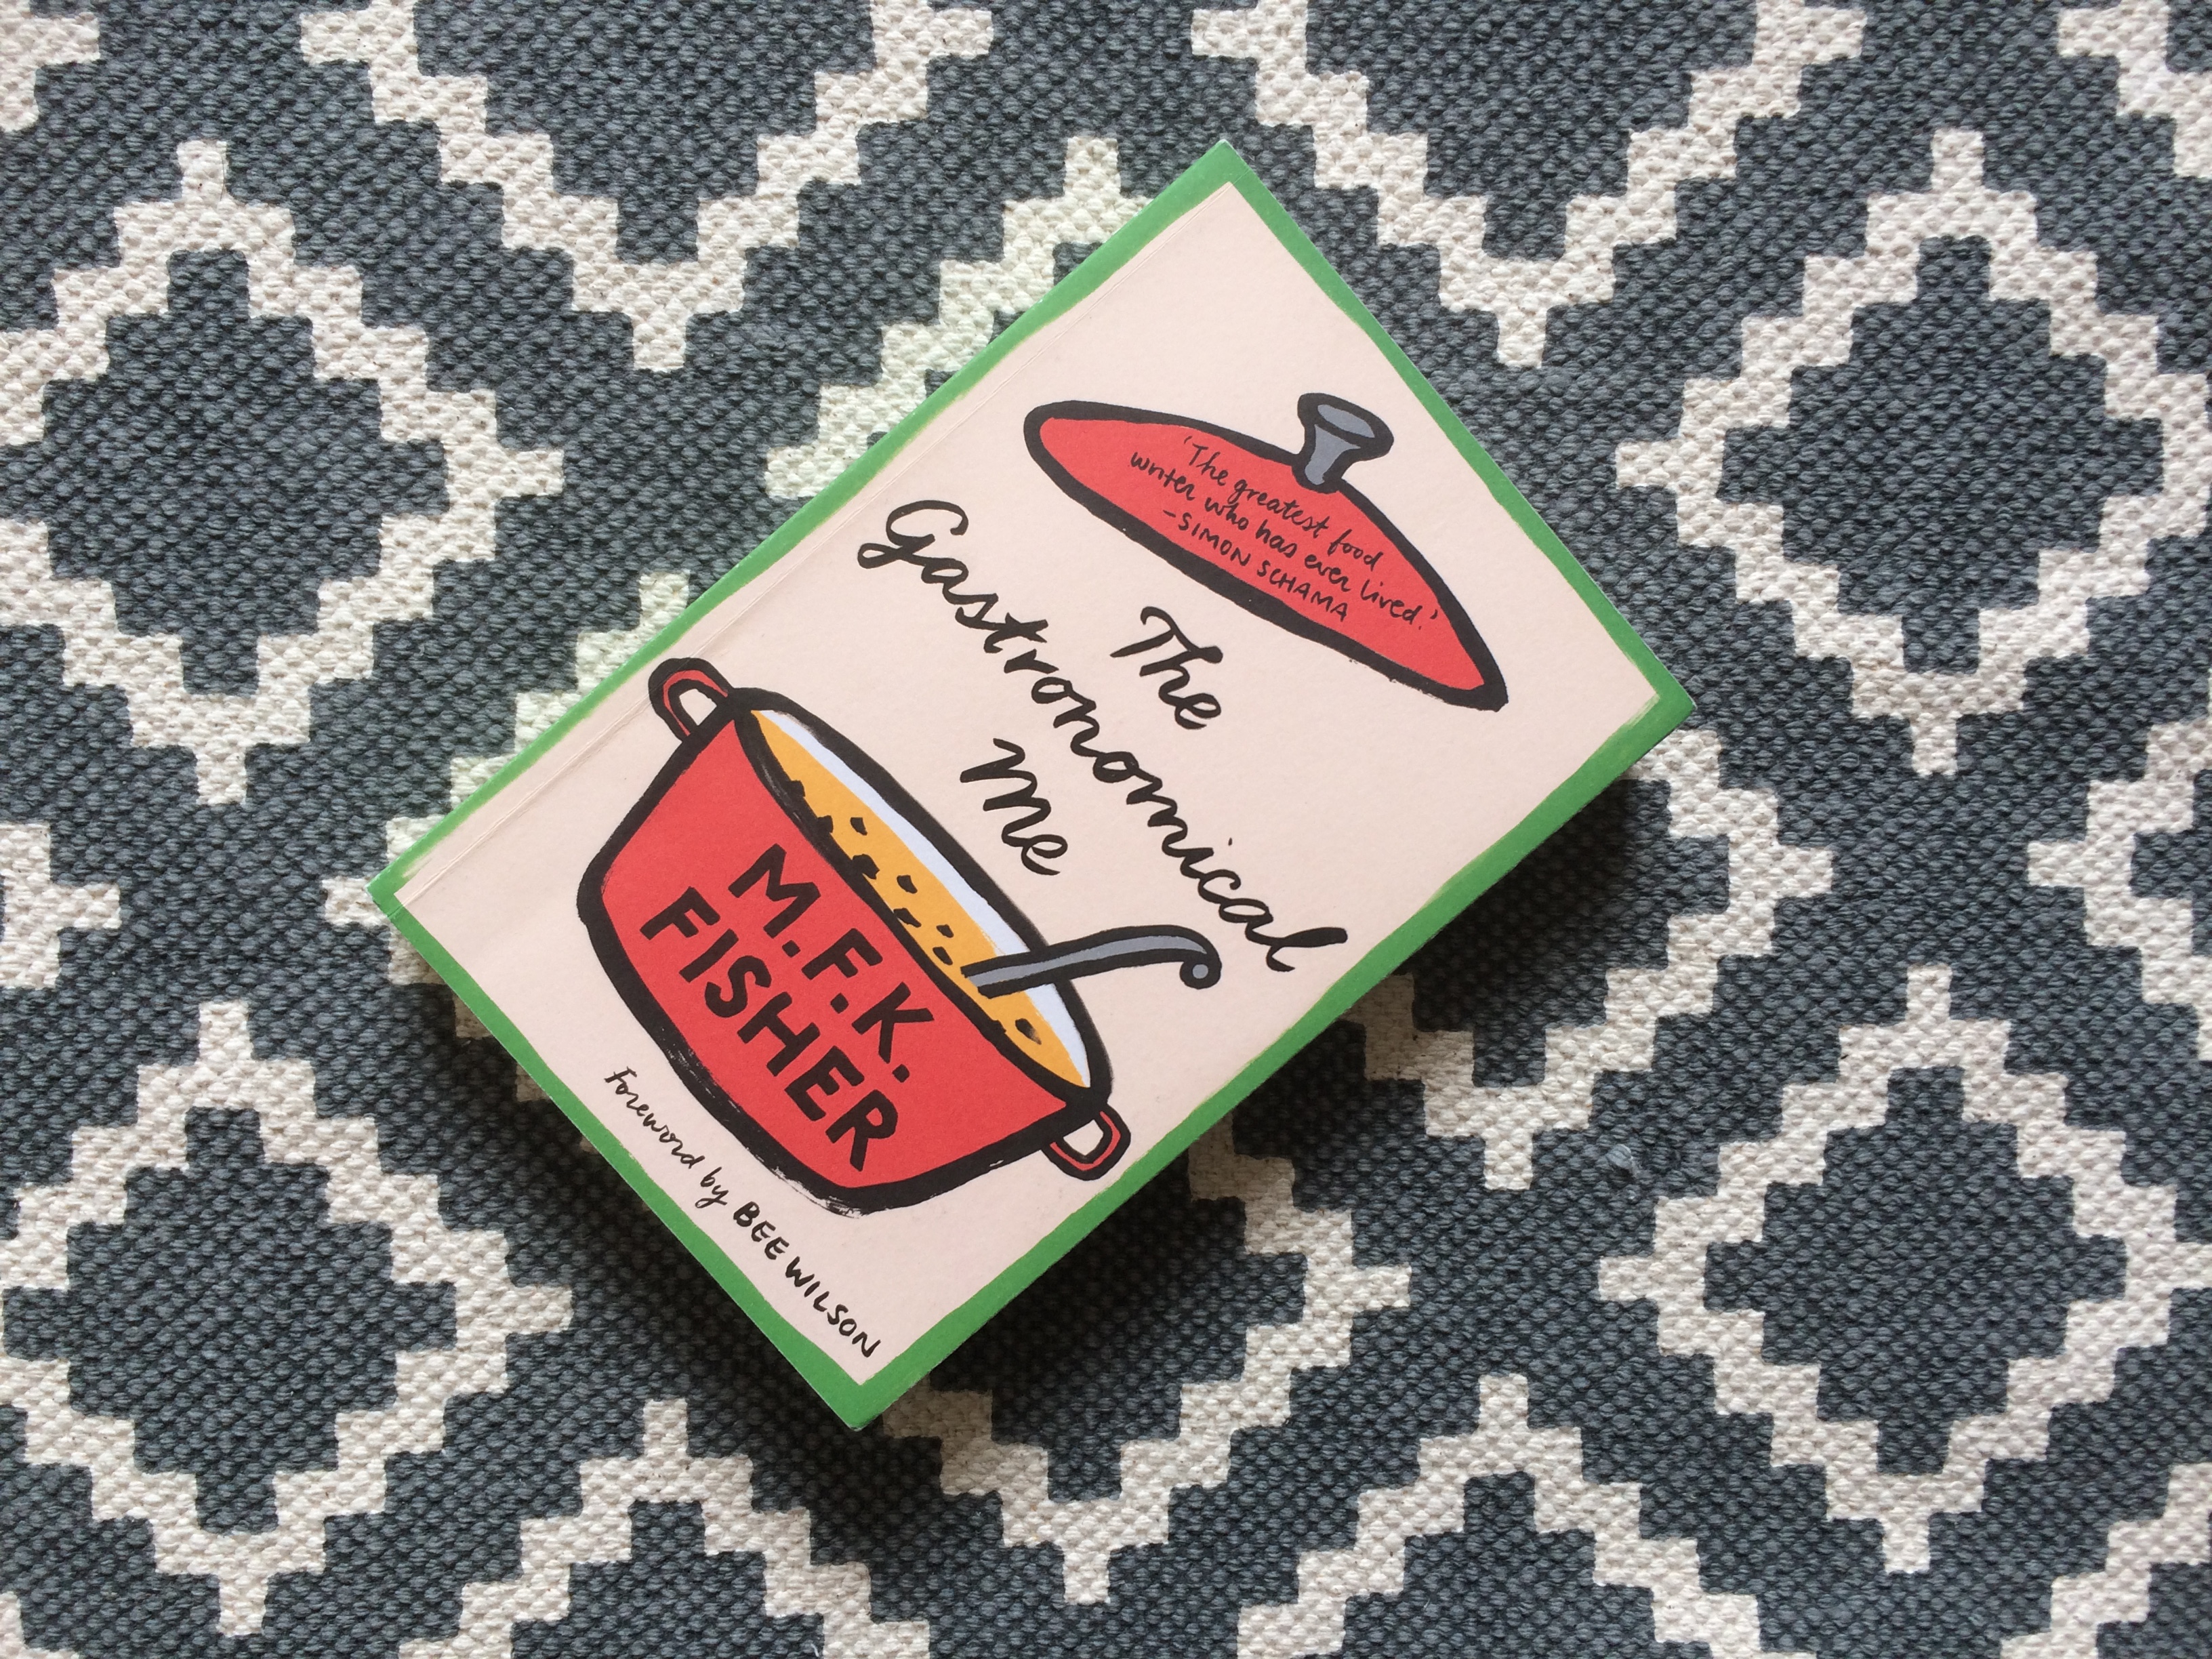 'The greatest food
writer who has ever lived.'
-SIMON SCHAMA
The
Gastronomical
Me
M.F.K.
FISHER
Foreword by BEE WILSON